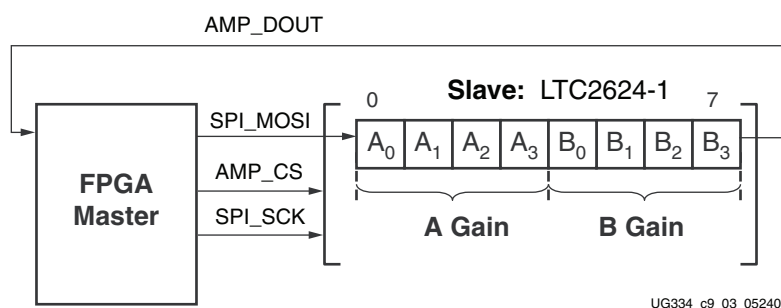 AMP_DOUT
0 Slave: LTC2624-1 7
SPI_MOSI
A0 A1 A2 A3 B0 B1 B2 B3
FPGA Master
AMP_CS
SPI_SCK
A Gain B Gain
UG334_c9_03_05240